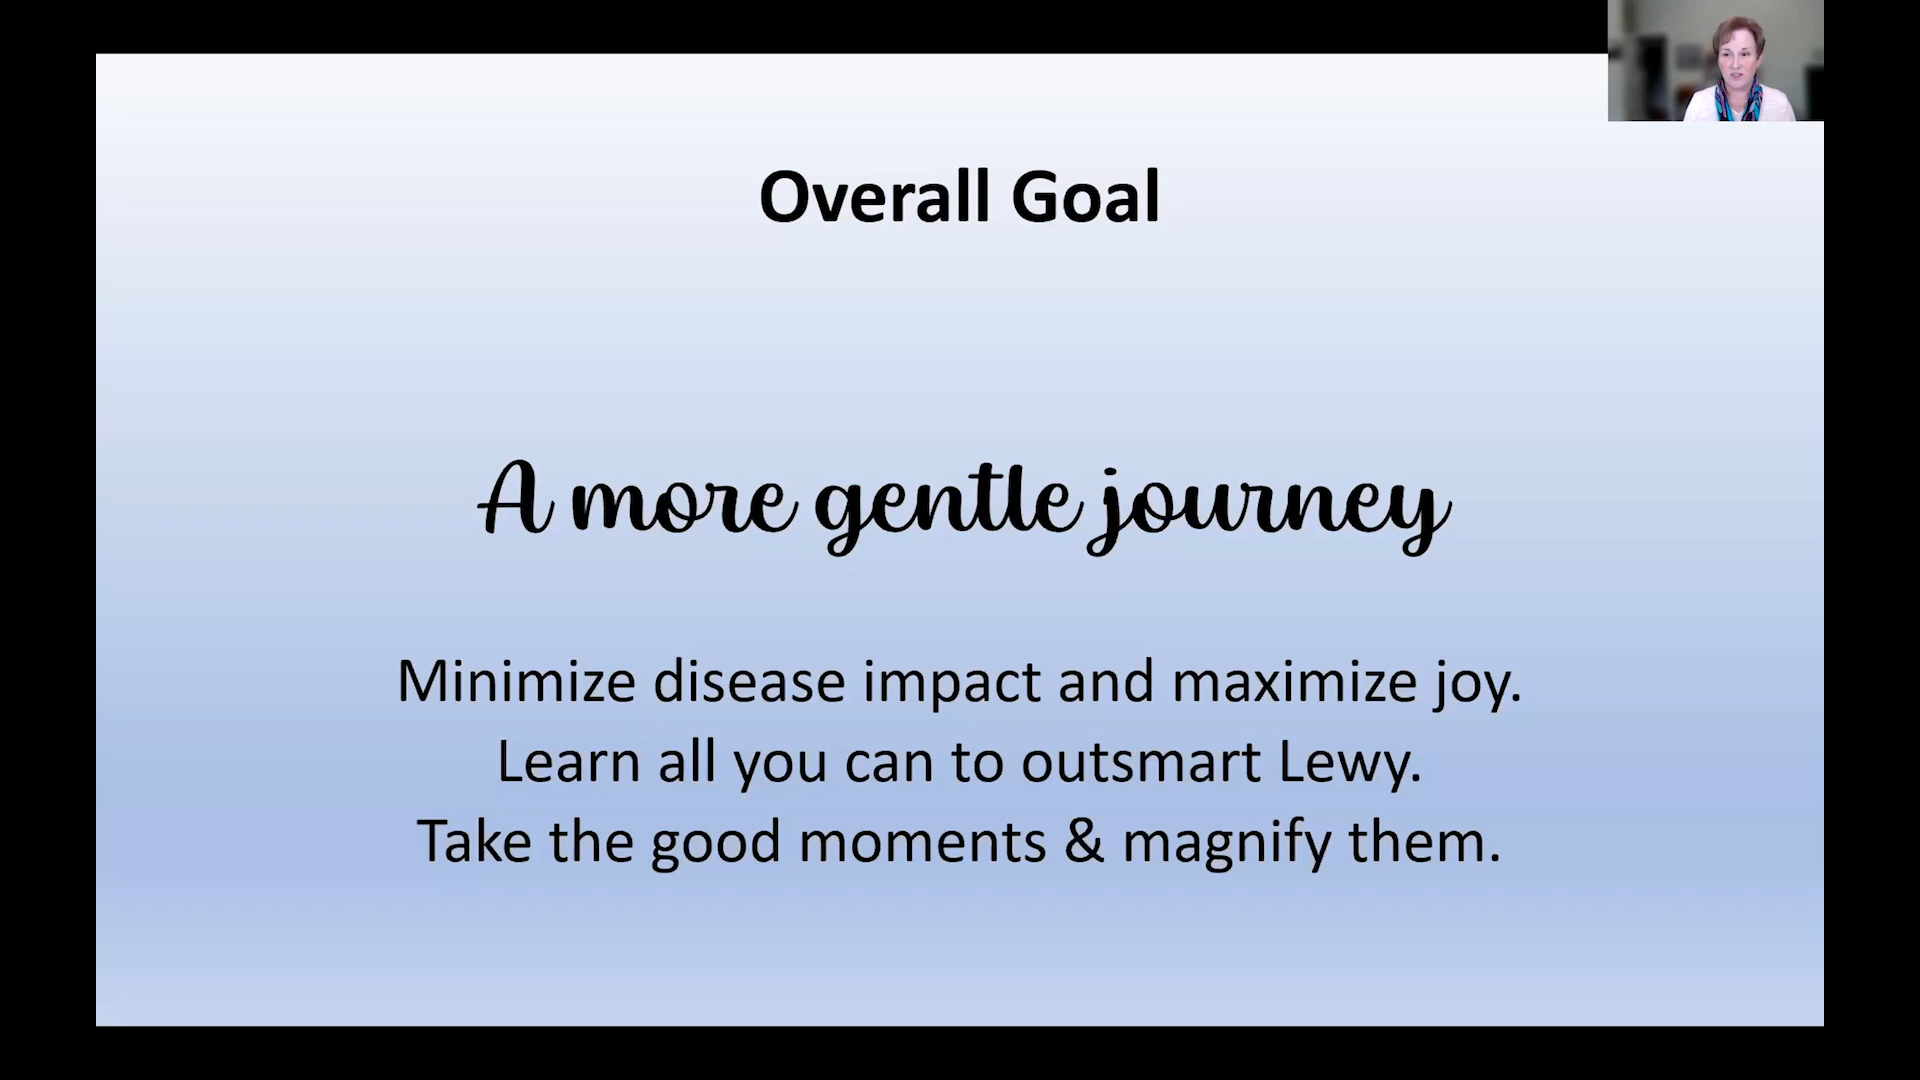 Overall Goal
A more gentle journey
Minimize disease impact and maximize joy.
Learn all you can to outsmart Lewy.
Take the good moments & magnify them.